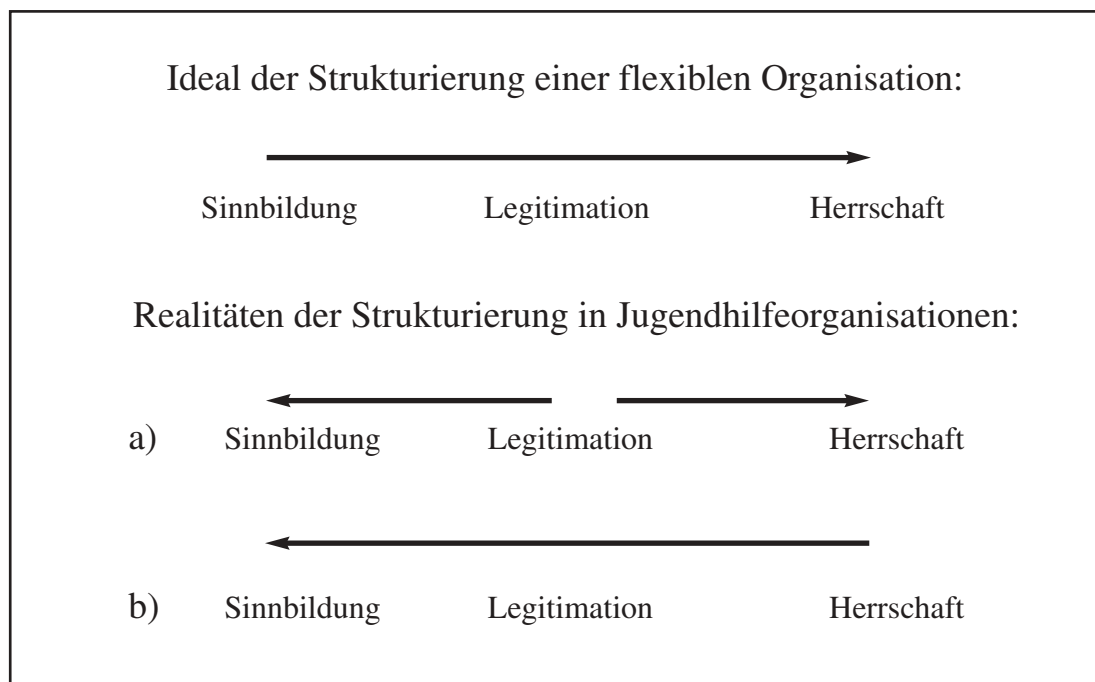 Ideal der Strukturierung einer flexiblen Organisation:
Sinnbildung Legitimation Herrschaft
Realitäten der Strukturierung in Jugendhilfeorganisationen:
a) Sinnbildung Legitimation Herrschaft
b) Sinnbildung Legitimation Herrschaft